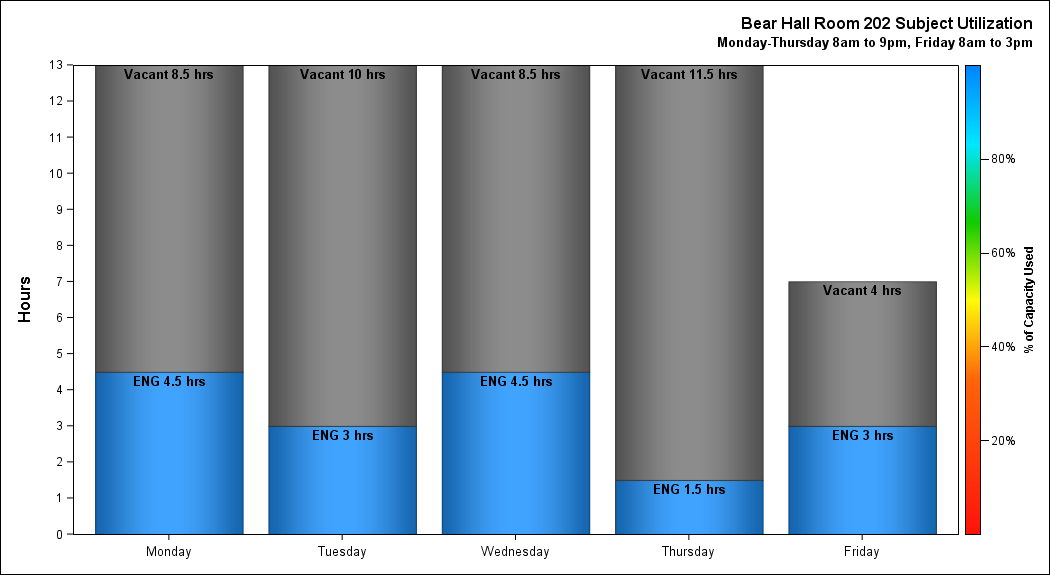 Bear Hall Room 202 Subject Utilization
Monday-Thursday 8am to 9pm, Friday 8am to 3pm
Hours
13
12
11
10
9
8
7
6
5
4
3
2
1
0
Vacant 8.5 hrs
ENG 4.5 hrs
Vacant 10 hrs
ENG 3 hrs
Vacant 8.5 hrs
ENG 4.5 hrs
Vacant 11.5 hrs
ENG 1.5 hrs
Vacant 4 hrs
ENG 3 hrs
Monday
Tuesday
Wednesday
Thursday
Friday
80%
60%
40%
20%
% of Capacity Used